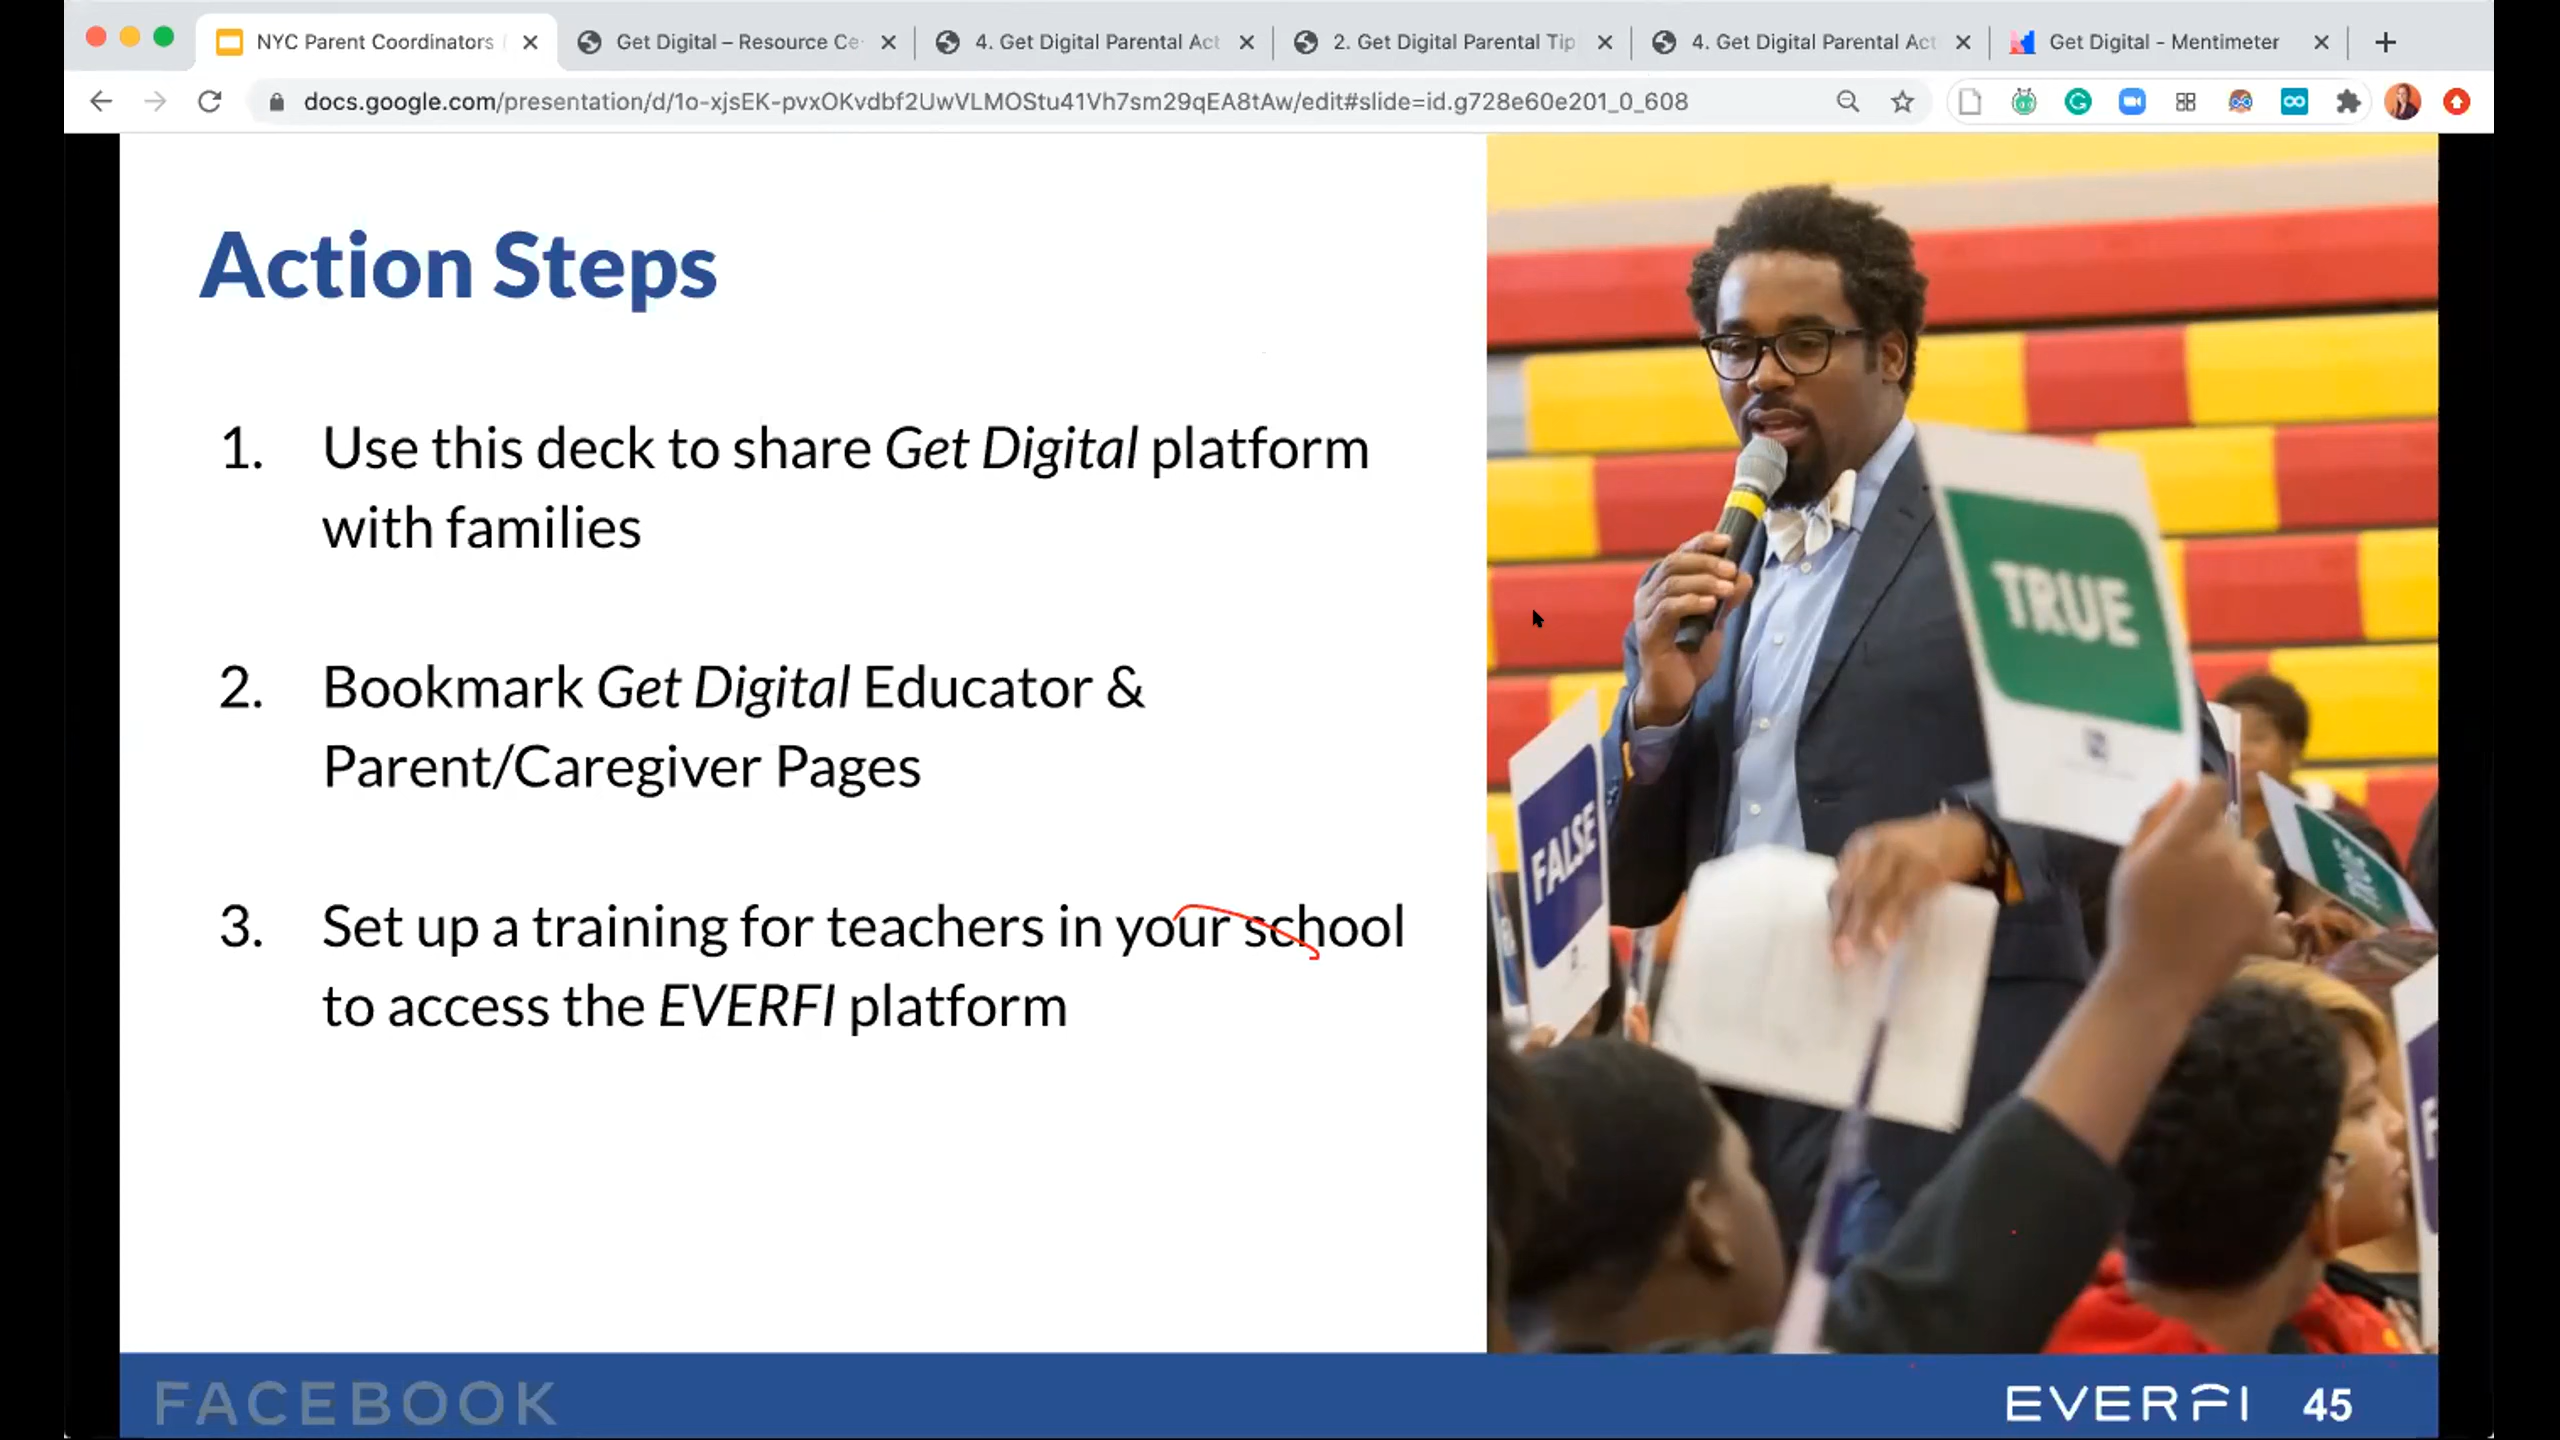 NYC Parent Coordinators
Get Digital – Resource Ce
4. Get Digital Parental Act
2. Get Digital Parental Tip
4. Get Digital Parental Act
Get Digital - Mentimeter
docs.google.com/presentation/d/1o-xjsEK-pvxOKvdbf2UwVLMOStu41Vh7sm29qEA8tAw/edit#slide=id.g728e60e201_0_608
Action Steps
1. Use this deck to share Get Digital platform
with families
2. Bookmark Get Digital Educator &
Parent/Caregiver Pages
3. Set up a training for teachers in your school
to access the EVERFI platform
TRUE
FALSE
FACEBOOK
EVERFI 45